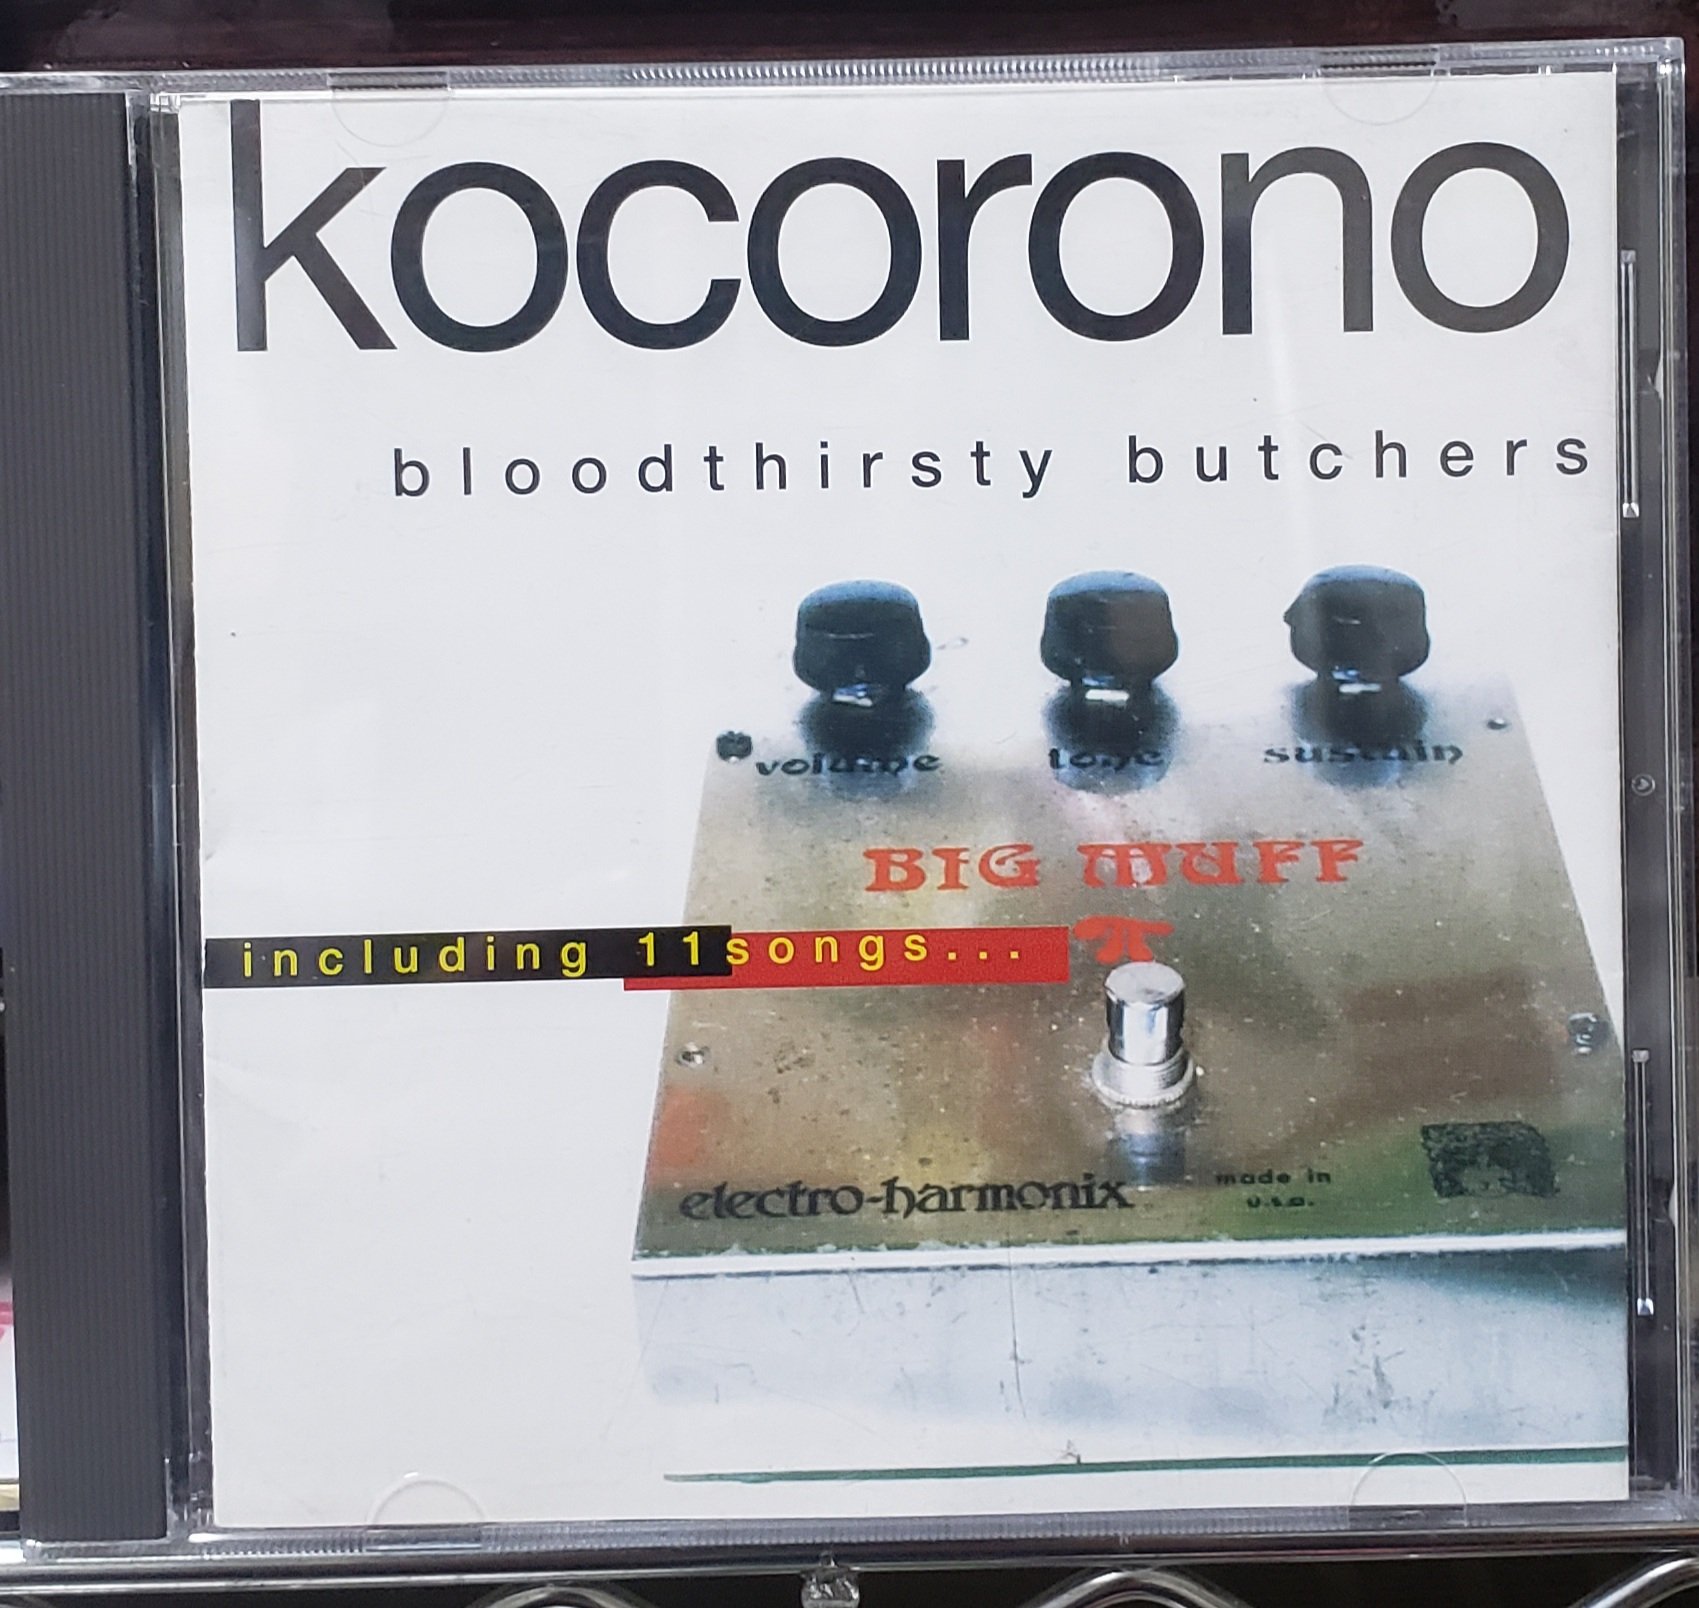 kocorono
bloodthirsty butchers
volume tone sustain
BIG MUFF
π
including 11songs...
electro-harmonix
made in
U.S.A.